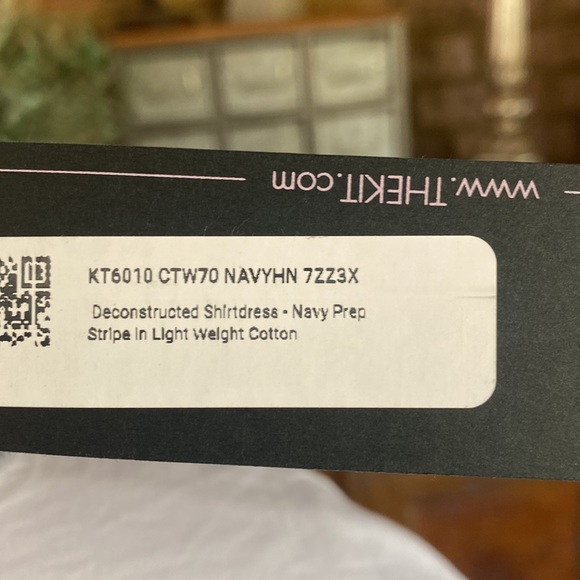 www.THEKIT.com
KT6010 CTW70 NAVYHN 7ZZ3X
Deconstructed Shirtdress - Navy Prep
Stripe in Light Weight Cotton